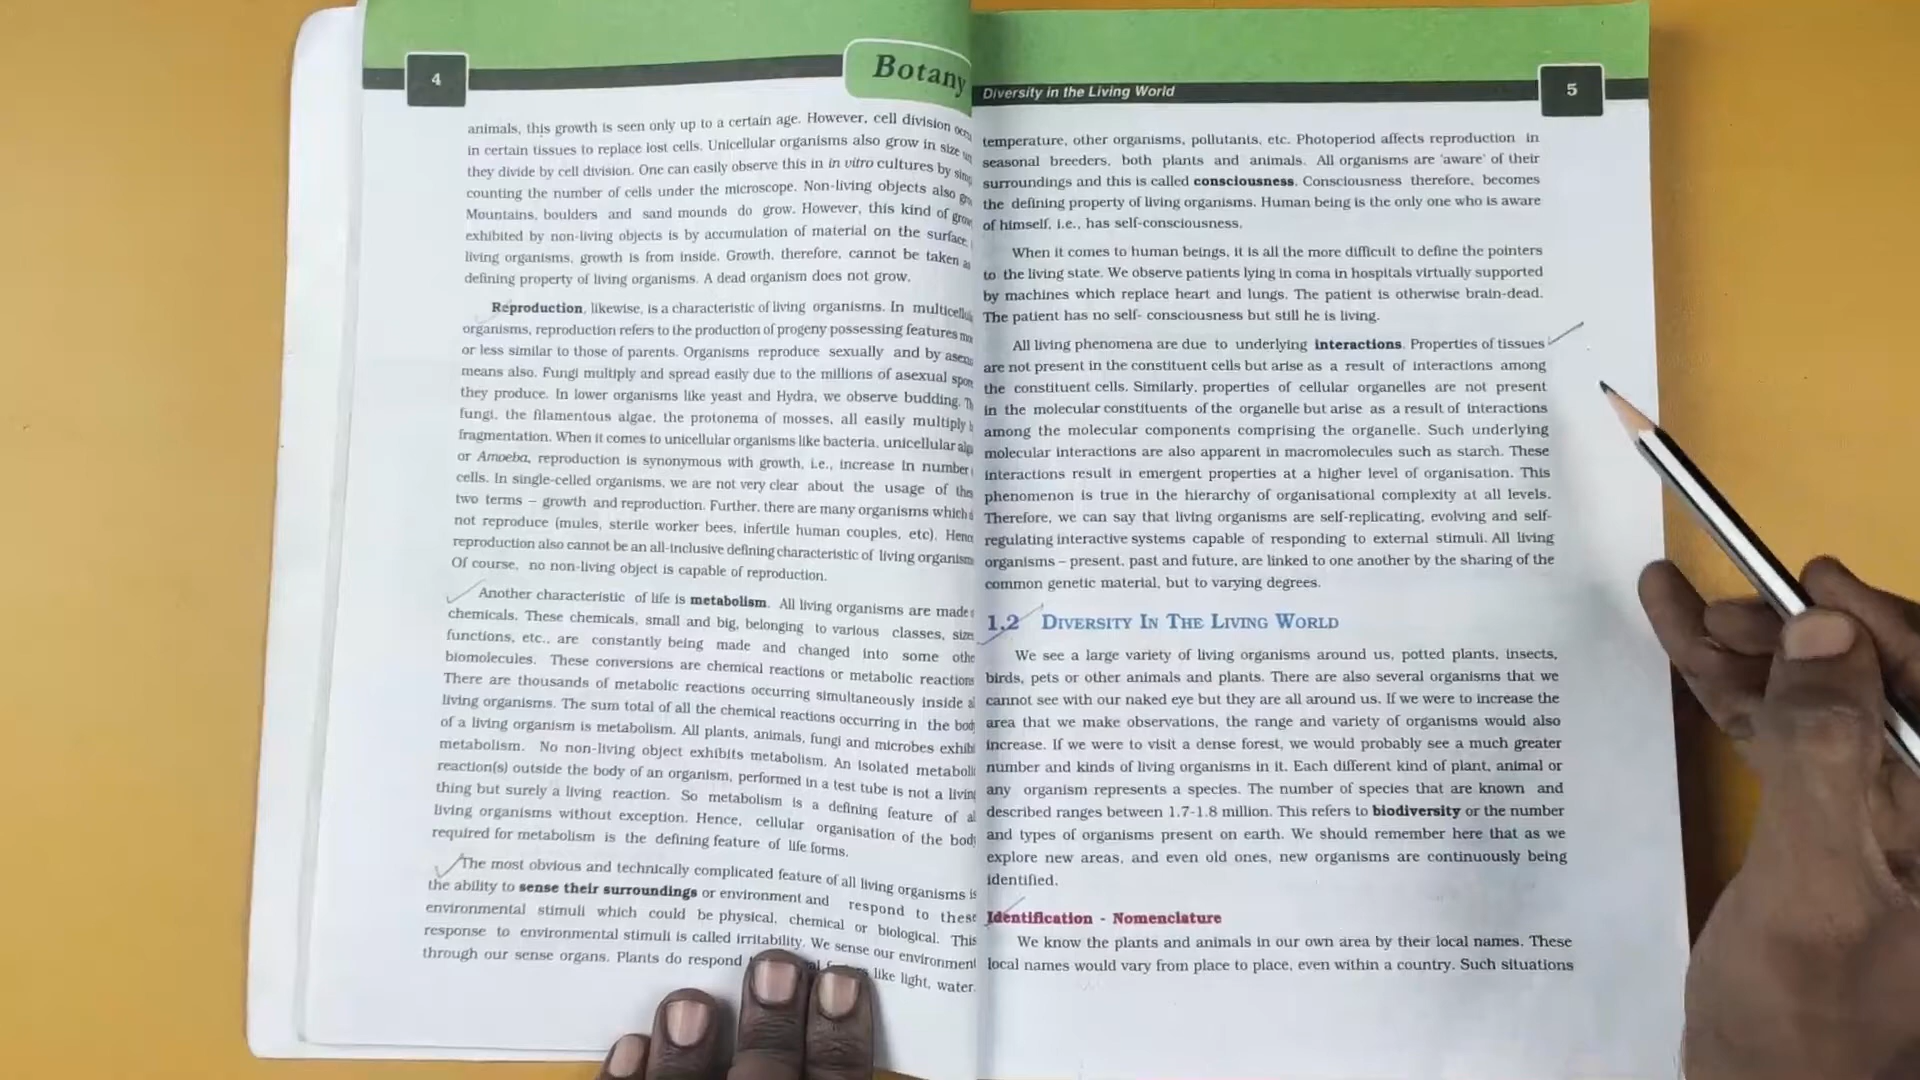 4
Botany
animals, this growth is seen only up to a certain age. However, cell division
in certain tissues to replace lost cells. Unicellular organisms also grow in size
they divide by cell division. One can easily observe this in in vitro cultures by
counting the number of cells under the microscope. Non-living objects also
Mountains, boulders and sand mounds do grow. However, this kind of
exhibited by non-living objects is by accumulation of material on the surface.
living organisms, growth is from inside. Growth, therefore, cannot be taken
defining property of living organisms. A dead organism does not grow.
Reproduction, likewise, is a characteristic of living organisms. In
organisms, reproduction refers to the production of progeny possessing features
or less similar to those of parents. Organisms reproduce sexually and by
means also. Fungi multiply and spread easily due to the millions of asexual
they produce. In lower organisms like yeast and Hydra, we observe budding.
fungi, the filamentous algae, the protonema of mosses, all easily multiply
fragmentation. When it comes to unicellular organisms like bacteria, unicellular
or Amoeba, reproduction is synonymous with growth, i.e., increase in number
cells. In single-celled organisms, we are not very clear about the usage of
two terms – growth and reproduction. Further, there are many organisms which
not reproduce (mules, sterile worker bees, infertile human couples, etc).
reproduction also cannot be an all-inclusive defining characteristic of living
Of course, no non-living object is capable of reproduction.
Another characteristic of life is metabolism. All living organisms are made
chemicals. These chemicals, small and big, belonging to various classes,
functions, etc., are constantly being made and changed into some
biomolecules. These conversions are chemical reactions or metabolic
There are thousands of metabolic reactions occurring simultaneously inside
living organisms. The sum total of all the chemical reactions occurring in the
of a living organism is metabolism. All plants, animals, fungi and microbes
metabolism. No non-living object exhibits metabolism. An isolated
reaction(s) outside the body of an organism, performed in a test tube is not a
thing but surely a living reaction. So metabolism is a defining feature of
living organisms without exception. Hence, cellular organisation of the body
required for metabolism is the defining feature of life forms.
The most obvious and technically complicated feature of all living organisms is
the ability to sense their surroundings or environment and respond to these
environmental stimuli which could be physical, chemical or biological. This
response to environmental stimuli is called irritability. We sense our environment
through our sense organs. Plants do respond like light, water,
Diversity in the Living World
5
temperature, other organisms, pollutants, etc. Photoperiod affects reproduction in
seasonal breeders, both plants and animals. All organisms are 'aware' of their
surroundings and this is called consciousness. Consciousness therefore, becomes
the defining property of living organisms. Human being is the only one who is aware
of himself, i.e., has self-consciousness.
When it comes to human beings, it is all the more difficult to define the pointers
to the living state. We observe patients lying in coma in hospitals virtually supported
by machines which replace heart and lungs. The patient is otherwise brain-dead.
The patient has no self- consciousness but still he is living.
All living phenomena are due to underlying interactions. Properties of tissues
are not present in the constituent cells but arise as a result of interactions among
the constituent cells. Similarly, properties of cellular organelles are not present
in the molecular constituents of the organelle but arise as a result of interactions
among the molecular components comprising the organelle. Such underlying
molecular interactions are also apparent in macromolecules such as starch. These
interactions result in emergent properties at a higher level of organisation. This
phenomenon is true in the hierarchy of organisational complexity at all levels.
Therefore, we can say that living organisms are self-replicating, evolving and self-
regulating interactive systems capable of responding to external stimuli. All living
organisms – present, past and future, are linked to one another by the sharing of the
common genetic material, but to varying degrees.
1.2 DIVERSITY IN THE LIVING WORLD
We see a large variety of living organisms around us, potted plants, insects,
birds, pets or other animals and plants. There are also several organisms that we
cannot see with our naked eye but they are all around us. If we were to increase the
area that we make observations, the range and variety of organisms would also
increase. If we were to visit a dense forest, we would probably see a much greater
number and kinds of living organisms in it. Each different kind of plant, animal or
any organism represents a species. The number of species that are known and
described ranges between 1.7-1.8 million. This refers to biodiversity or the number
and types of organisms present on earth. We should remember here that as we
explore new areas, and even old ones, new organisms are continuously being
identified.
Identification - Nomenclature
We know the plants and animals in our own area by their local names. These
local names would vary from place to place, even within a country. Such situations